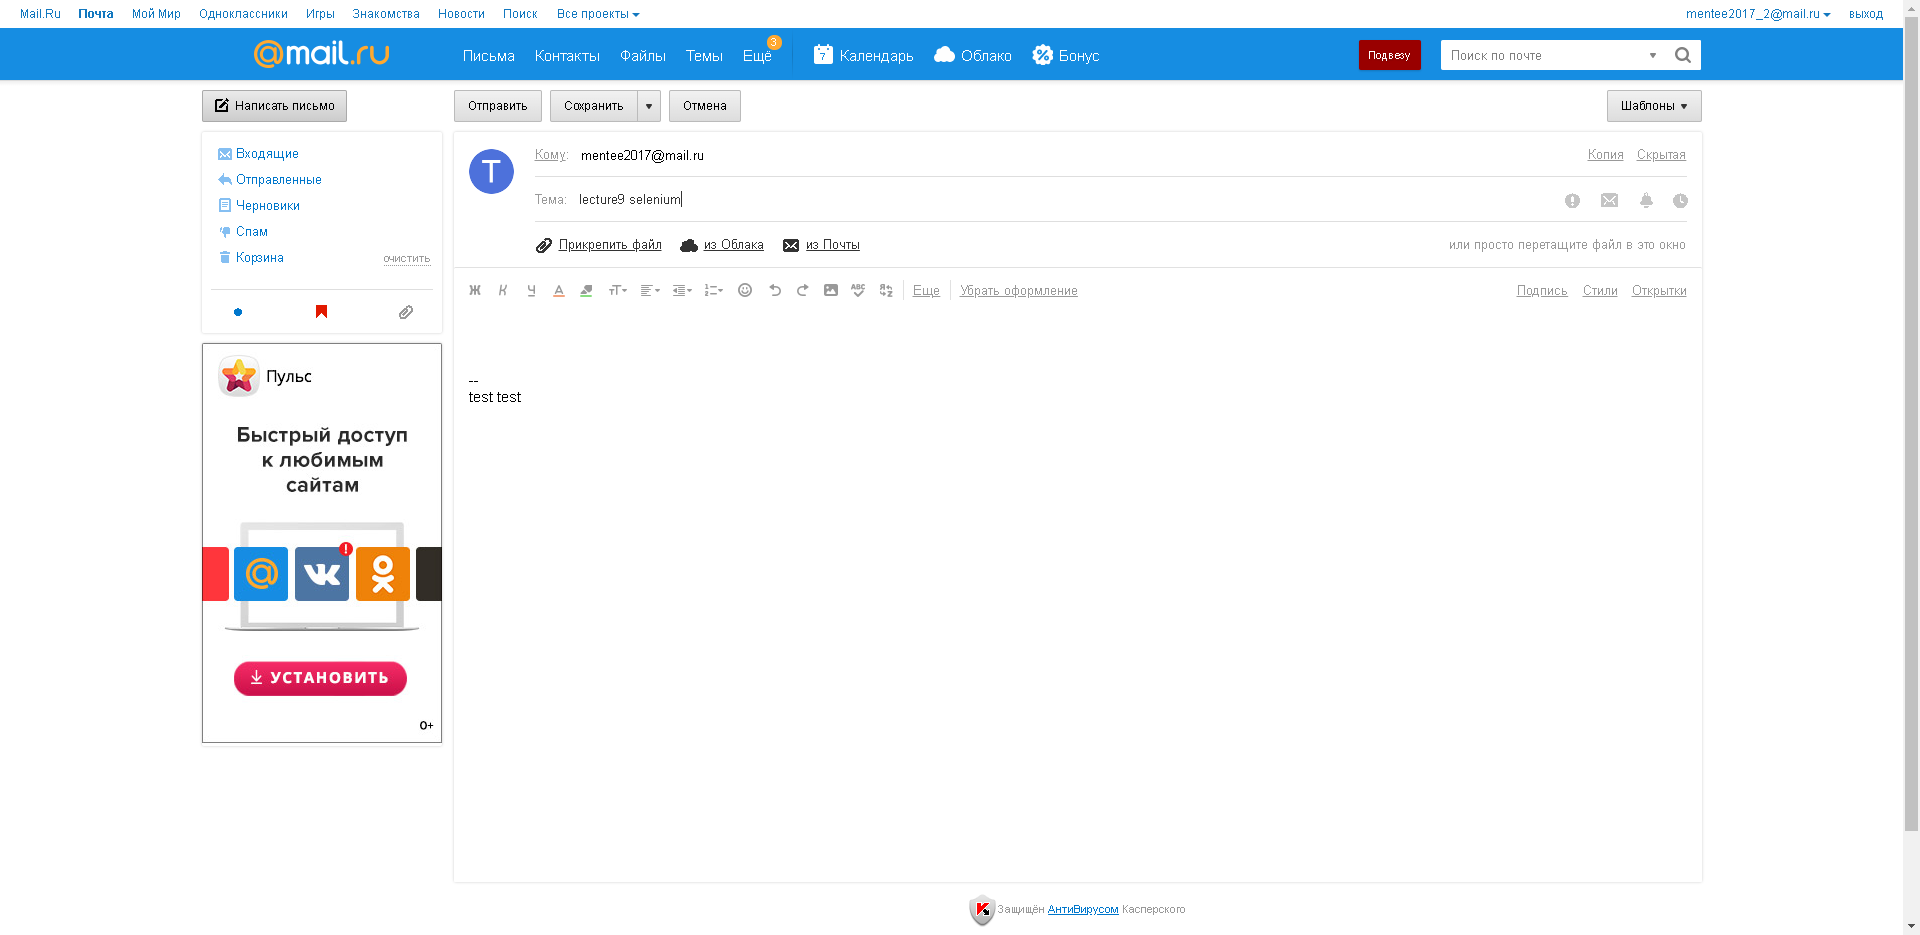 Mail.Ru Почта Мой Мир Одноклассники Игры Знакомства Новости Поиск Все проекты mentee2017_2@mail.ru выход
@mail.ru Письма Контакты Файлы Темы Ещё 3 7 Календарь Облако Бонус Подвезу Поиск по почте
Написать письмо Отправить Сохранить Отмена Шаблоны
Входящие
Отправленные
Черновики
Спам
Корзина очистить
Пульс
Быстрый доступ
к любимым
сайтам
@ VK !
УСТАНОВИТЬ
0+
T
Кому: mentee2017@mail.ru Копия Скрытая
Тема: lecture9 selenium
Прикрепить файл из Облака из Почты или просто перетащите файл в это окно
Ж К Ч А тТ ABC Еще Убрать оформление Подпись Стили Открытки
--
test test
Защищён АнтиВирусом Касперского